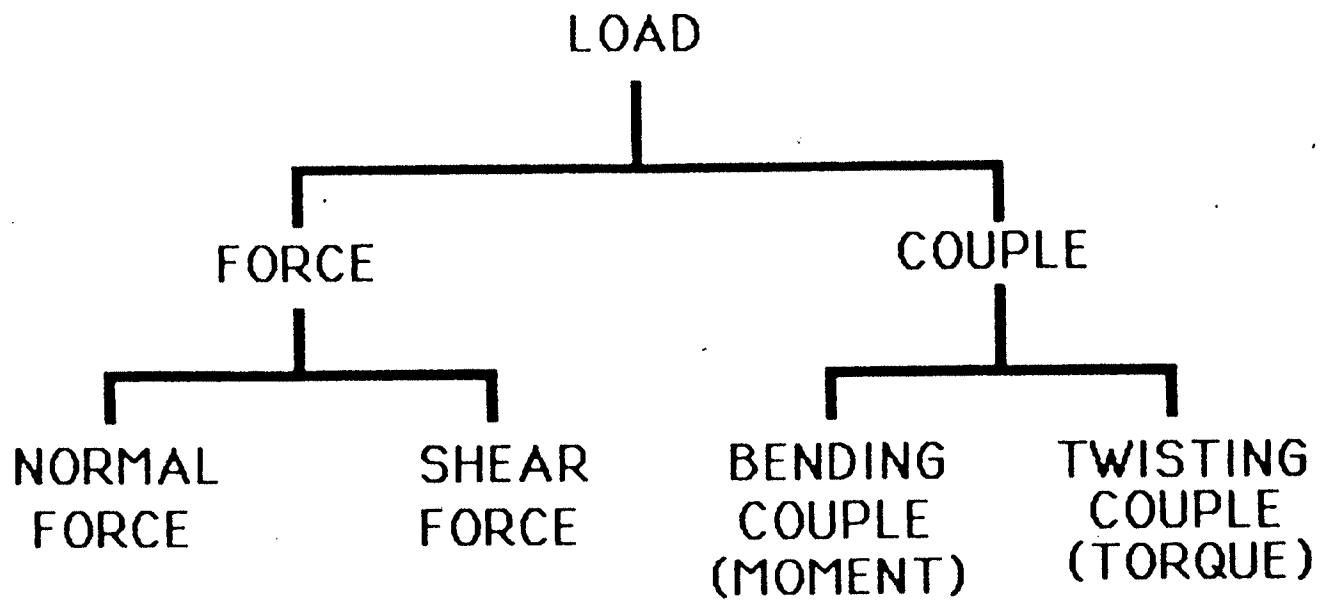 LOAD
FORCE
COUPLE
NORMAL
FORCE
SHEAR
FORCE
BENDING
COUPLE
(MOMENT)
TWISTING
COUPLE
(TORQUE)